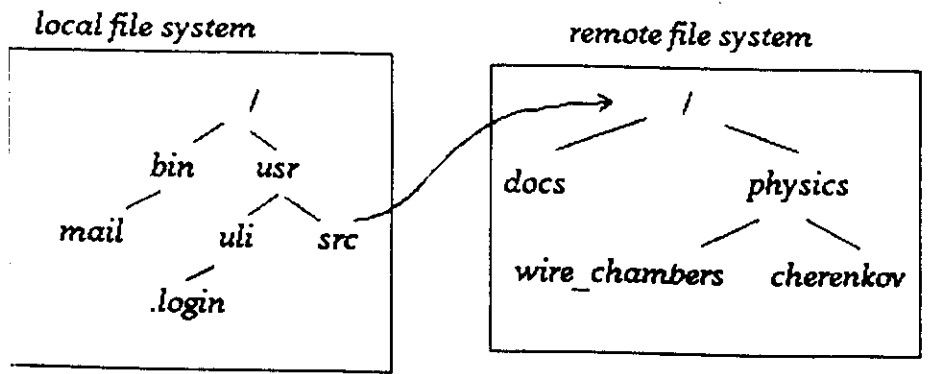 local file system
remote file system
/
bin usr
mail uli src
.login
/
docs physics
wire_chambers cherenkov